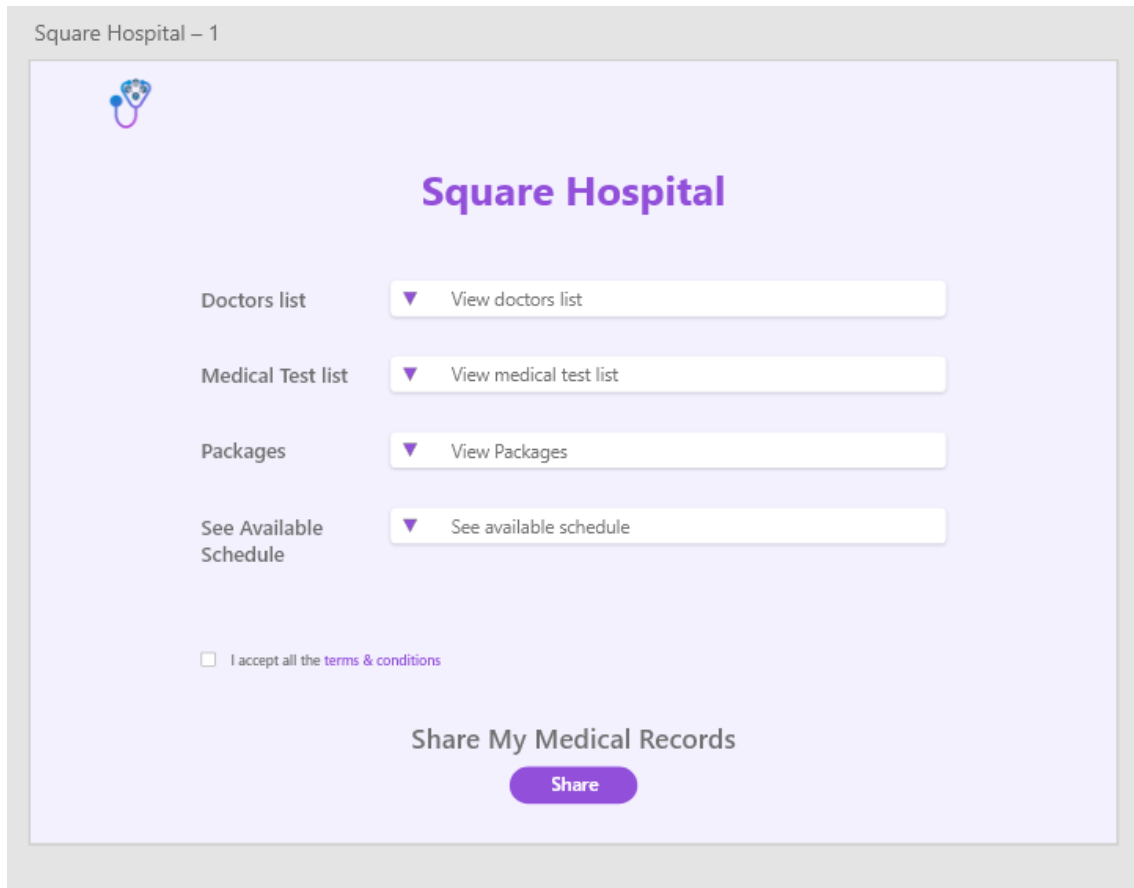 Square Hospital – 1
Square Hospital
Doctors list
View doctors list
Medical Test list
View medical test list
Packages
View Packages
See Available
Schedule
See available schedule
I accept all the terms & conditions
Share My Medical Records
Share